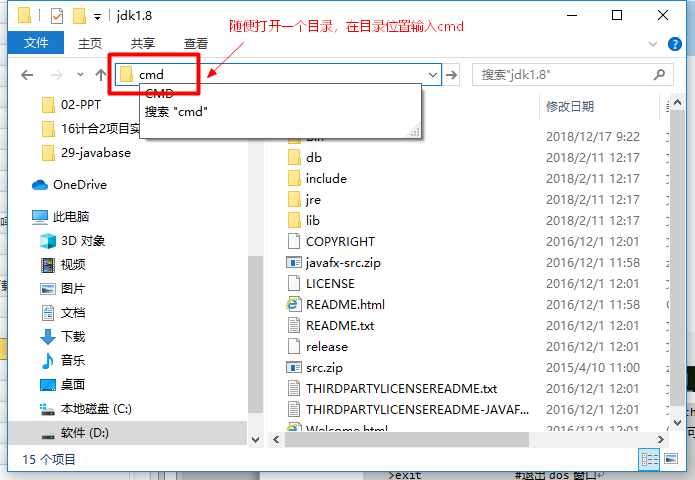 jdk1.8
随便打开一个目录，在目录位置输入cmd
文件 主页 共享 查看
cmd
搜索"jdk1.8"
CMD
搜索 "cmd"
02-PPT
16计合2项目实
29-javabase
OneDrive
此电脑
3D 对象
视频
图片
文档
下载
音乐
桌面
本地磁盘 (C:)
软件 (D:)
修改日期
bin 2018/12/17 9:22
db 2018/2/11 12:17
include 2018/2/11 12:17
jre 2018/2/11 12:17
lib 2018/2/11 12:17
COPYRIGHT 2016/12/1 12:01
javafx-src.zip 2016/12/1 11:58
LICENSE 2016/12/1 12:01
README.html 2016/12/1 11:58
README.txt 2016/12/1 12:01
release 2016/12/1 12:01
src.zip 2015/4/10 11:00
THIRDPARTYLICENSEREADME.txt 2016/12/1 12:01
THIRDPARTYLICENSEREADME-JAVAF... 2016/12/1 12:01
Welcome.html
15 个项目
>exit #退出 dos 窗口